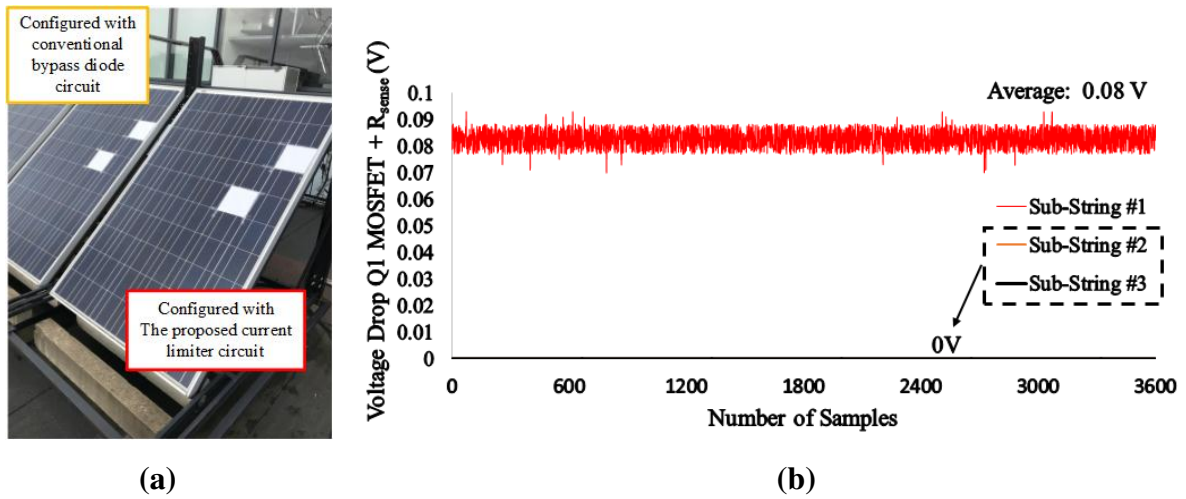 Configured with
conventional
bypass diode
circuit
Configured with
The proposed current
limiter circuit
(a)
Voltage Drop Q1 MOSFET + Rsense (V)
Average: 0.08 V
0.1
0.09
0.08
0.07
0.06
0.05
0.04
0.03
0.02
0.01
0
Sub-String #1
Sub-String #2
Sub-String #3
0V
0 600 1200 1800 2400 3000 3600
Number of Samples
(b)